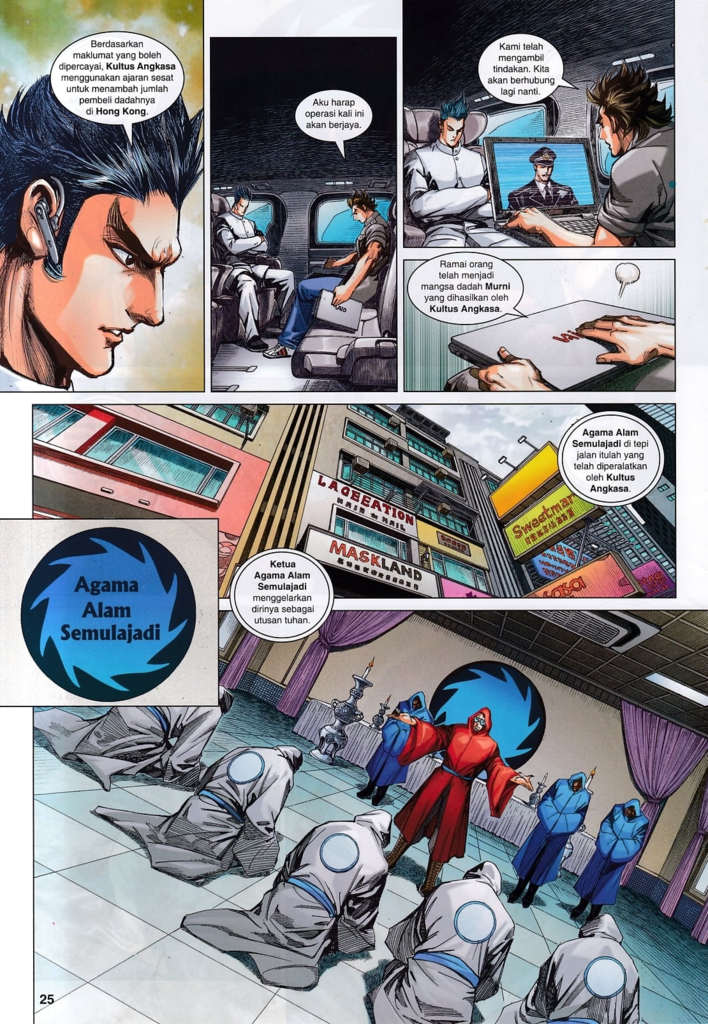 Berdasarkan
maklumat yang boleh
dipercayai, Kultus Angkasa
menggunakan ajaran sesat
untuk menambah jumlah
pembeli dadahnya
di Hong Kong.
Aku harap
operasi kali ini
akan berjaya.
Kami telah
mengambil
tindakan. Kita
akan berhubung
lagi nanti.
Ramai orang
telah menjadi
mangsa dadah Murni
yang dihasilkan oleh
Kultus Angkasa.
Agama Alam
Semulajadi di tepi
jalan itulah yang
telah diperalatkan
oleh Kultus
Angkasa.
LAGEEATION
HAIR N NAIL
MASKLAND
Sweetmar
SASA!
Agama
Alam
Semulajadi
Ketua
Agama Alam
Semulajadi
menggelarkan
dirinya sebagai
utusan tuhan.
25